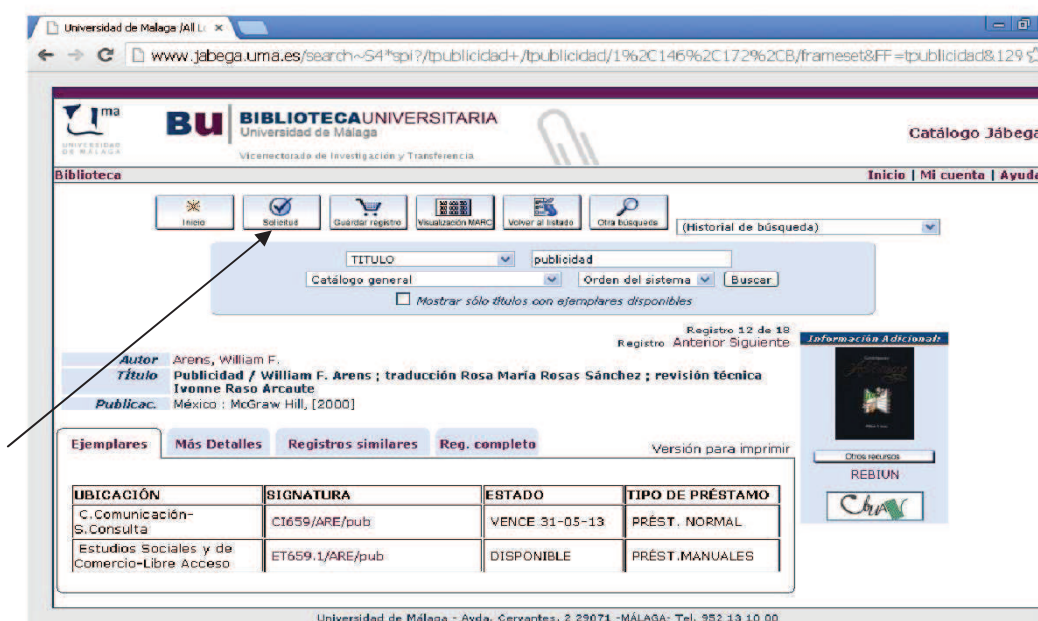 Universidad de Malaga /All L
www.jabega.uma.es/search~S4*spi?/tpublicidad+/tpublicidad/1%2C146%2C172%2CB/frameset&FF=tpublicidad&129
uma
UNIVERSIDAD
DE MÁLAGA
BU
BIBLIOTECAUNIVERSITARIA
Universidad de Málaga
Vicerrectorado de Investigación y Transferencia
Catálogo Jábega
Biblioteca
Inicio | Mi cuenta | Ayuda
Inicio
Solicitud
Guardar registro
Visualización MARC
Volver al listado
Otra búsqueda
(Historial de búsqueda)
TITULO
publicidad
Catálogo general
Orden del sistema
Buscar
Mostrar sólo títulos con ejemplares disponibles
Registro 12 de 18
Registro Anterior Siguiente
Información Adicional:
Autor Arens, William F.
Título Publicidad / William F. Arens ; traducción Rosa María Rosas Sánchez ; revisión técnica
Ivonne Raso Arcaute
Publicac. México : McGraw Hill, [2000]
Otros recursos
REBIUN
Ejemplares Más Detalles Registros similares Reg. completo
Versión para imprimir
UBICACIÓN SIGNATURA ESTADO TIPO DE PRÉSTAMO
C.Comunicación-
S.Consulta CI659/ARE/pub VENCE 31-05-13 PRÉST. NORMAL
Estudios Sociales y de
Comercio-Libre Acceso ET659.1/ARE/pub DISPONIBLE PRÉST.MANUALES
Universidad de Málaga - Avda. Cervantes, 2 29071 -MÁLAGA- Tel. 952 13 10 00